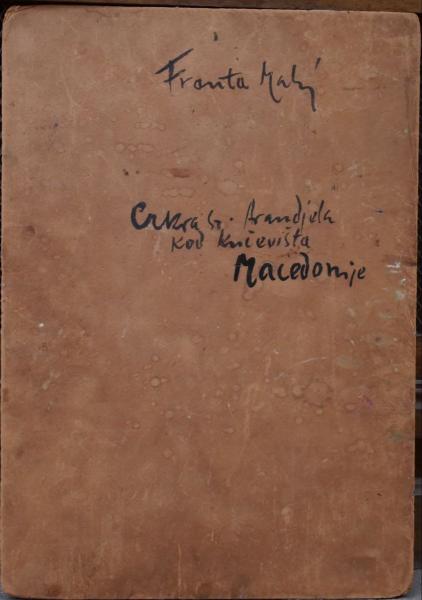 Franta Malý
Crkva Sv. Arandjela
kod Kučevišta
Macedonije